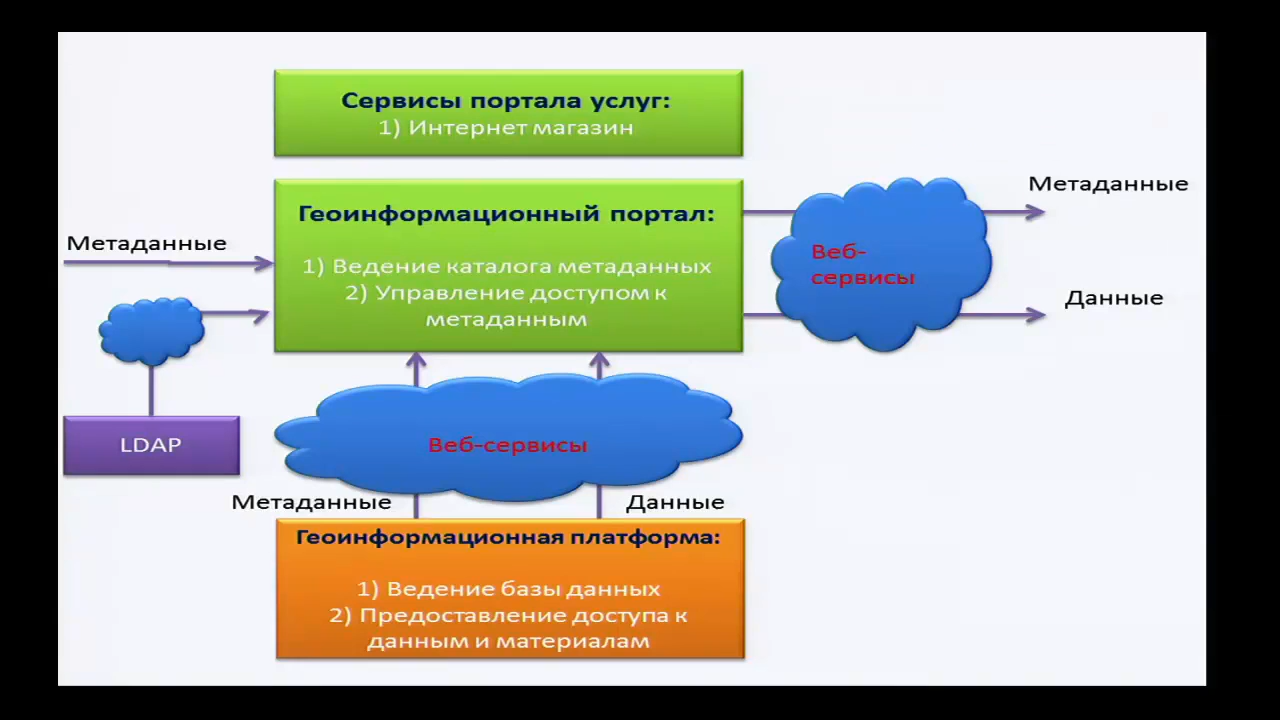 Сервисы портала услуг:
1) Интернет магазин
Метаданные
Геоинформационный портал:
Метаданные
1) Ведение каталога метаданных
2) Управление доступом к
метаданным
Веб-
сервисы
Данные
LDAP
Веб-сервисы
Метаданные
Данные
Геоинформационная платформа:
1) Ведение базы данных
2) Предоставление доступа к
данным и материалам